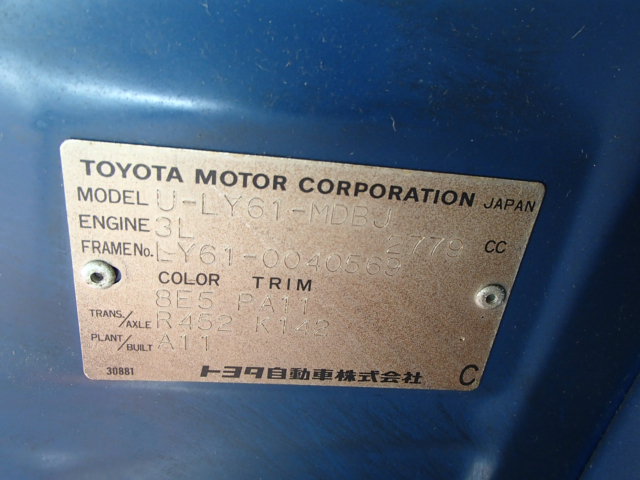 TOYOTA MOTOR CORPORATION JAPAN
MODEL U-LY61-MDBJ
ENGINE 3L 2779 CC
FRAME No. LY61-0040569
COLOR TRIM
8E5 PA11
TRANS./AXLE R452 K142
PLANT/BUILT A11
30881 トヨタ自動車株式会社 C